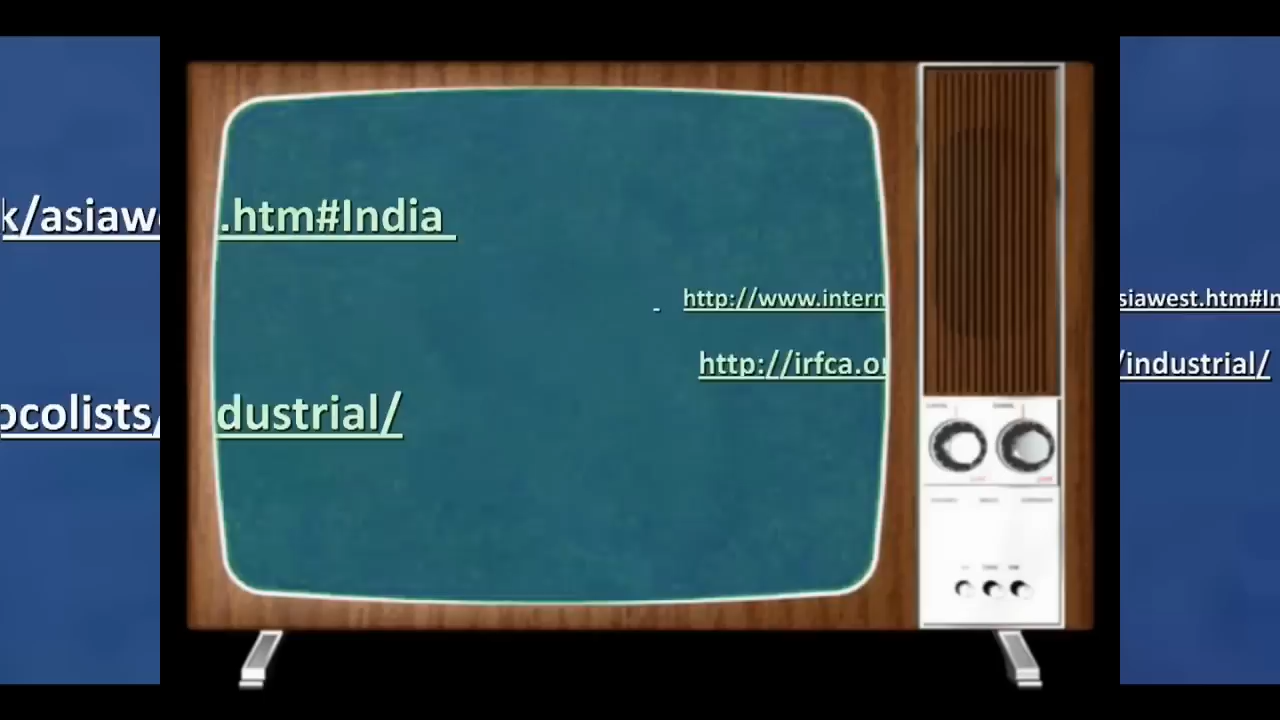 k/asiaw .htm#India
http://www.intern siawest.htm#In
http://irfca.or /industrial/
ocolists/ dustrial/